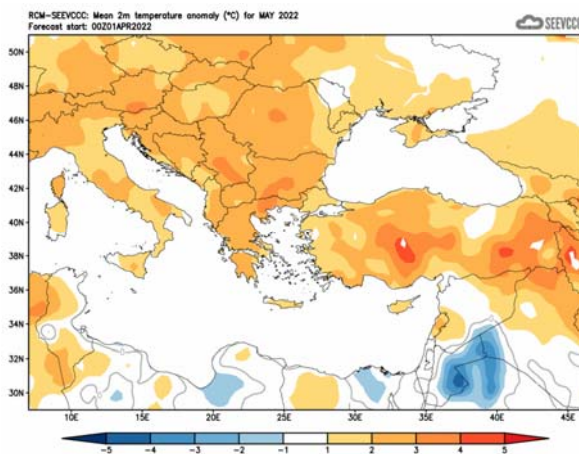 RCM-SEEVCCC: Mean 2m temperature anomaly (°C) for MAY 2022
Forecast start: 00Z01APR2022
SEEVCCC
50N
48N
46N
44N
42N
40N
38N
36N
34N
32N
30N
10E 15E 20E 25E 30E 35E 40E 45E
-5 -4 -3 -2 -1 1 2 3 4 5